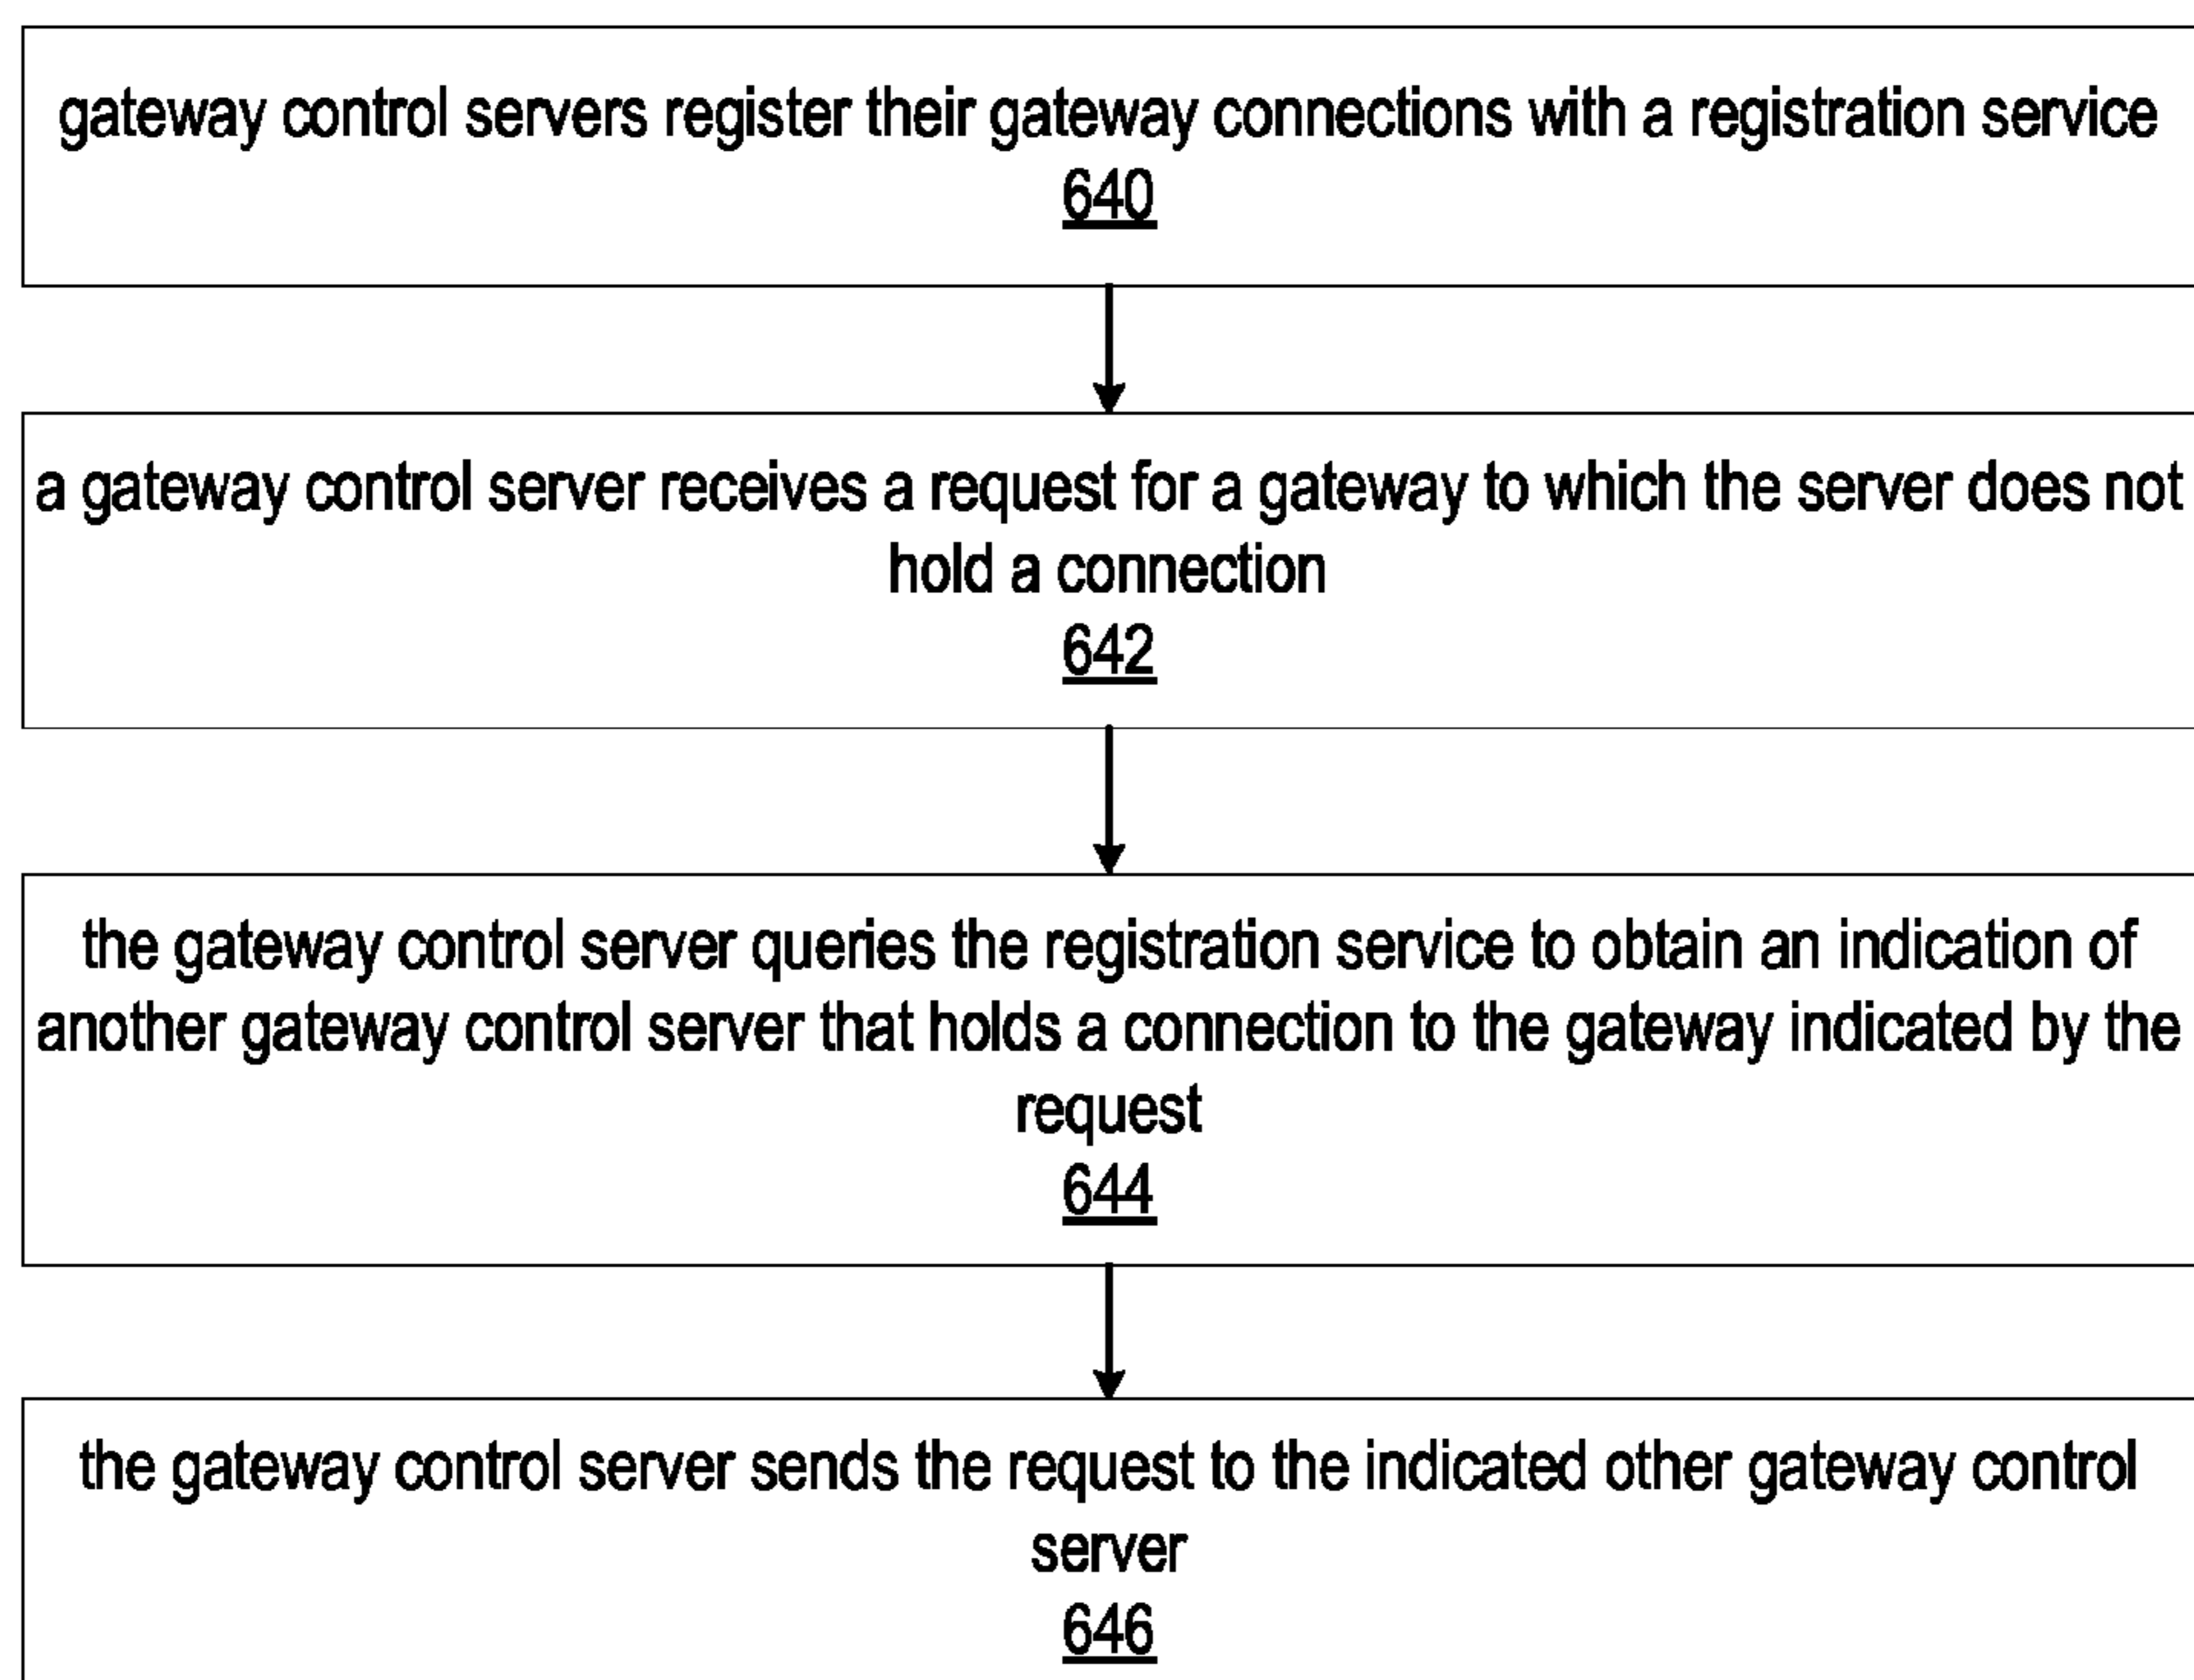 gateway control servers register their gateway connections with a registration service
640
a gateway control server receives a request for a gateway to which the server does not
hold a connection
642
the gateway control server queries the registration service to obtain an indication of
another gateway control server that holds a connection to the gateway indicated by the
request
644
the gateway control server sends the request to the indicated other gateway control
server
646